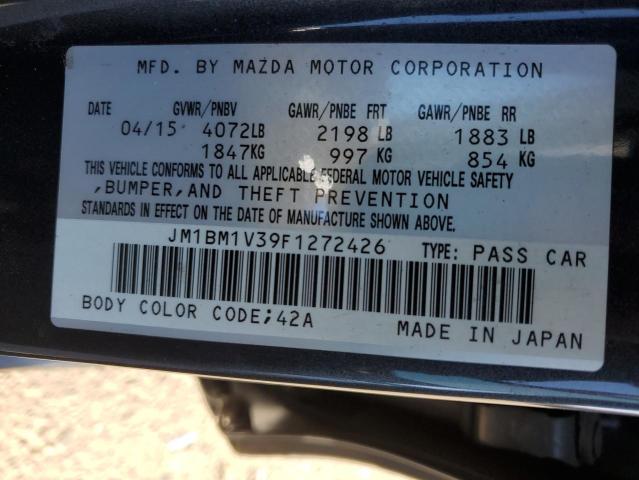 MFD. BY MAZDA MOTOR CORPORATION
DATE GVWR/PNBV GAWR/PNBE FRT GAWR/PNBE RR
04/15 4072LB 2198 LB 1883 LB
1847KG 997 KG 854 KG
THIS VEHICLE CONFORMS TO ALL APPLICABLE FEDERAL MOTOR VEHICLE SAFETY
,BUMPER,AND THEFT PREVENTION
STANDARDS IN EFFECT ON THE DATE OF MANUFACTURE SHOWN ABOVE.
JM1BM1V39F1272426 TYPE: PASS CAR
BODY COLOR CODE;42A MADE IN JAPAN